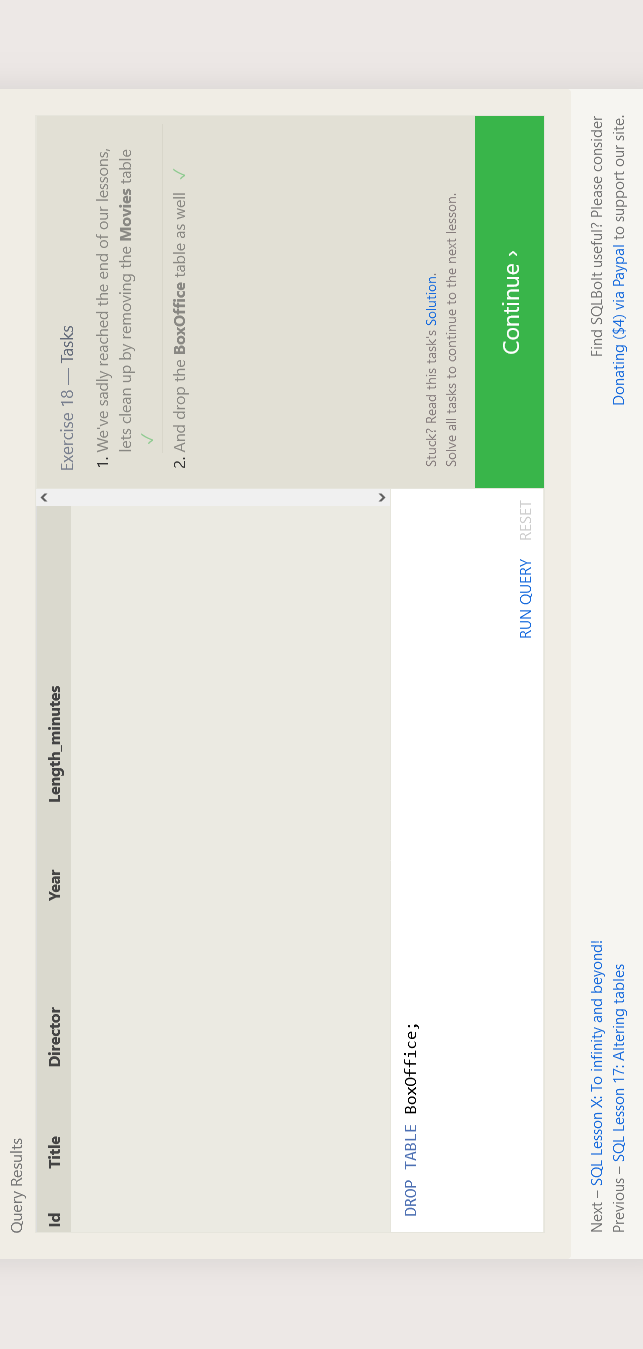 Query Results
Id Title Director Year Length_minutes
DROP TABLE BoxOffice;
RUN QUERY RESET
Exercise 18 — Tasks
1. We've sadly reached the end of our lessons,
lets clean up by removing the Movies table
✓
2. And drop the BoxOffice table as well ✓
Stuck? Read this task's Solution.
Solve all tasks to continue to the next lesson.
Continue ›
Next – SQL Lesson X: To infinity and beyond!
Previous – SQL Lesson 17: Altering tables
Find SQLBolt useful? Please consider
Donating ($4) via Paypal to support our site.